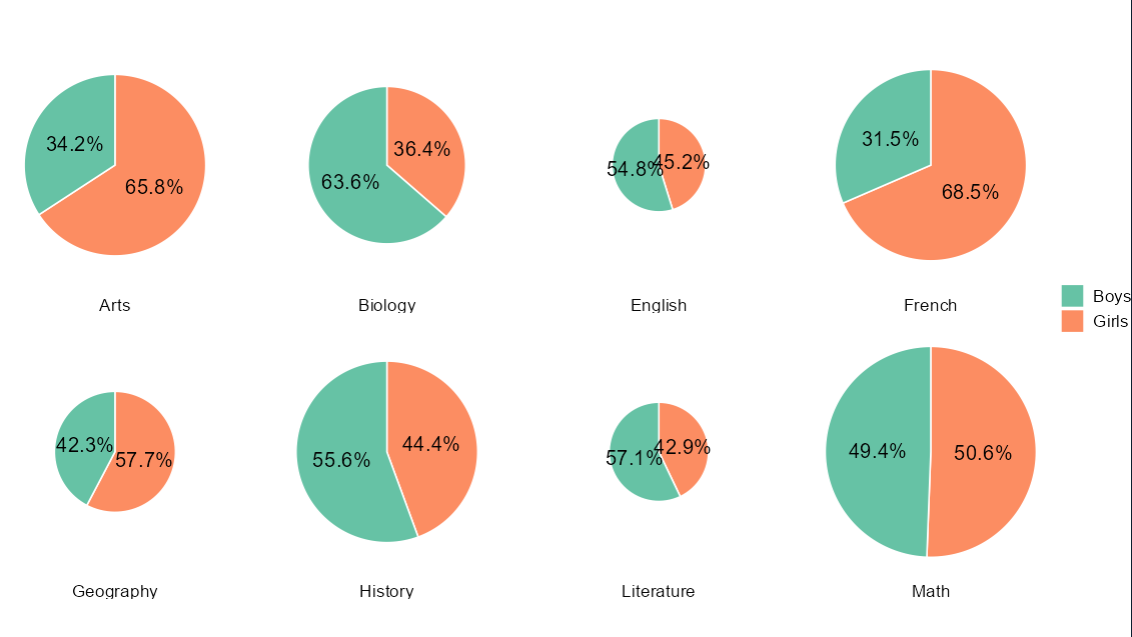 34.2%
65.8%
63.6%
36.4%
54.8%
45.2%
31.5%
68.5%
Arts
Biology
English
French
Boys
Girls
42.3%
57.7%
55.6%
44.4%
57.1%
42.9%
49.4%
50.6%
Geography
History
Literature
Math